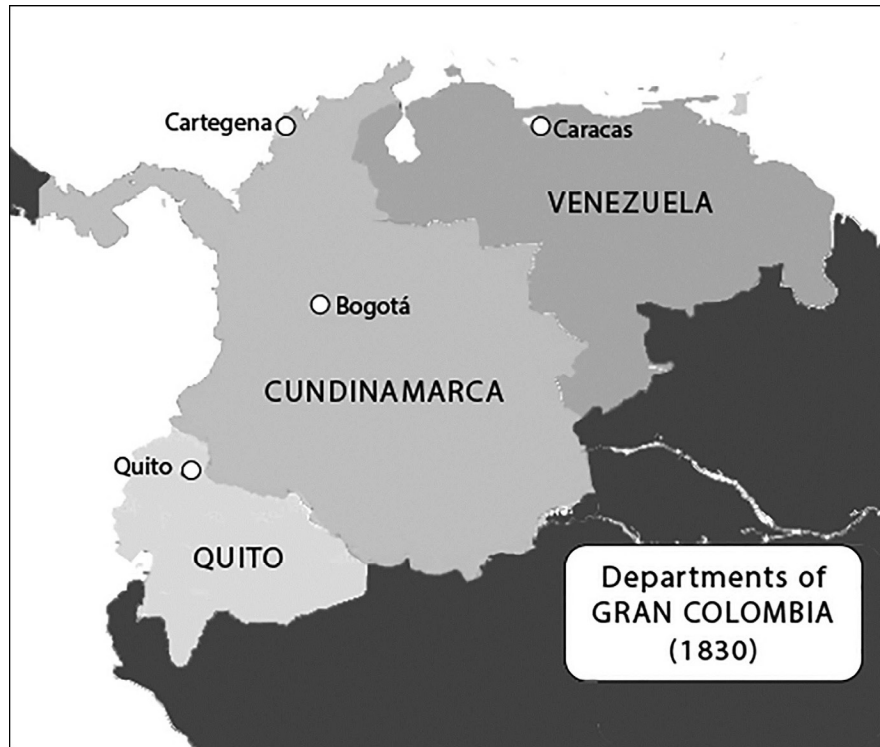 Cartegena
Caracas
VENEZUELA
Bogotá
CUNDINAMARCA
Quito
QUITO
Departments of
GRAN COLOMBIA
(1830)